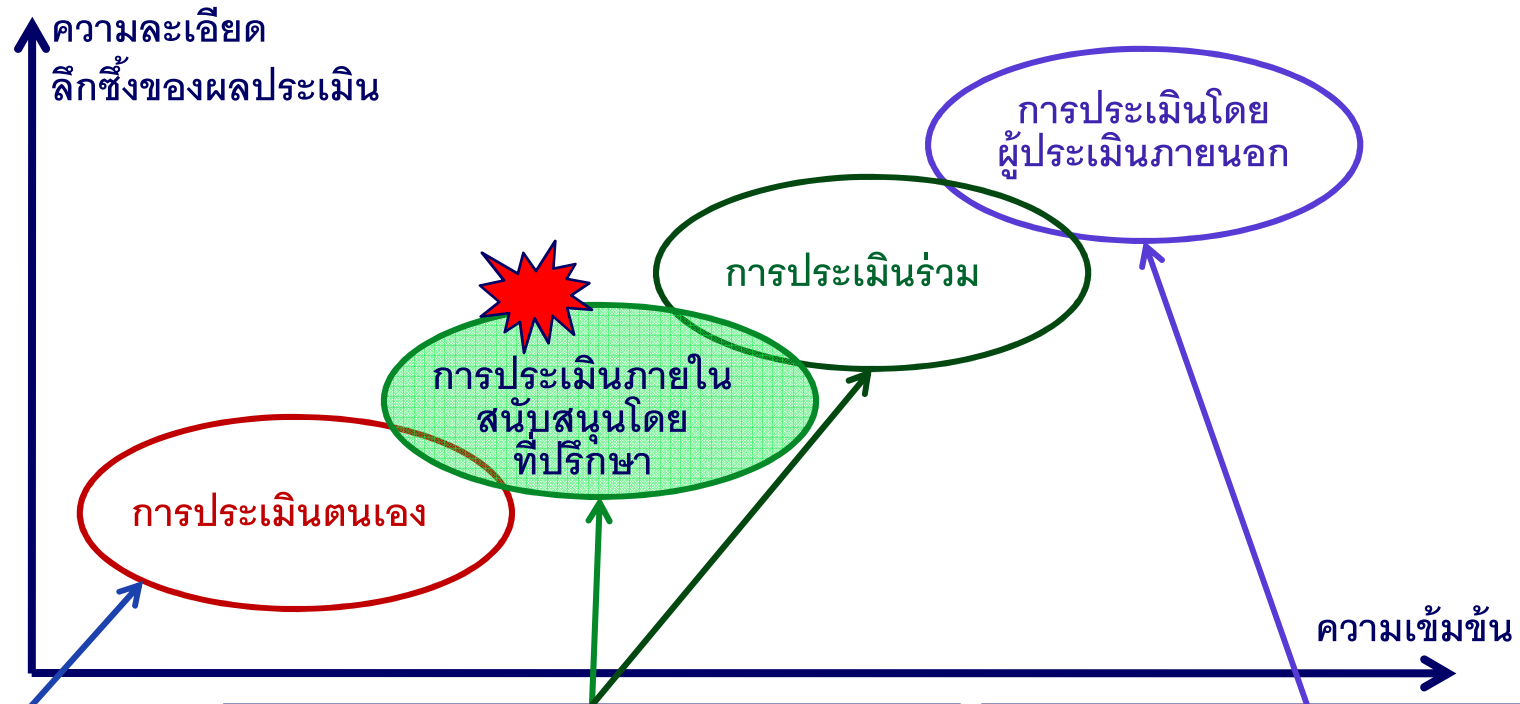 ความละเอียด
ลึกซึ้งของผลประเมิน
การประเมินโดย
ผู้ประเมินภายนอก
การประเมินร่วม
การประเมินภายใน
สนับสนุนโดย
ที่ปรึกษา
การประเมินตนเอง
ความเข้มข้น